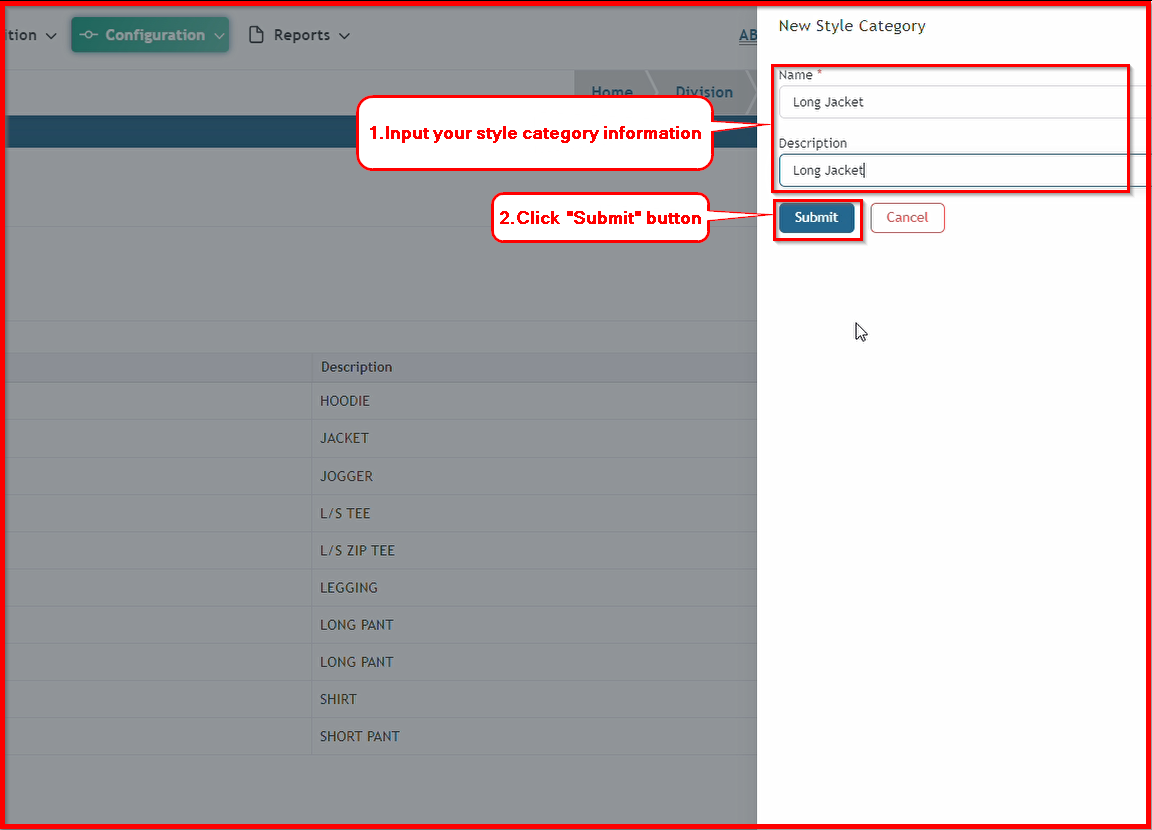 tion
Configuration
Reports
AB
New Style Category
Home
Division
Name *
Long Jacket
1.Input your style category information
Description
Long Jacket
2.Click "Submit" button
Submit
Cancel
Description
HOODIE
JACKET
JOGGER
L/S TEE
L/S ZIP TEE
LEGGING
LONG PANT
LONG PANT
SHIRT
SHORT PANT